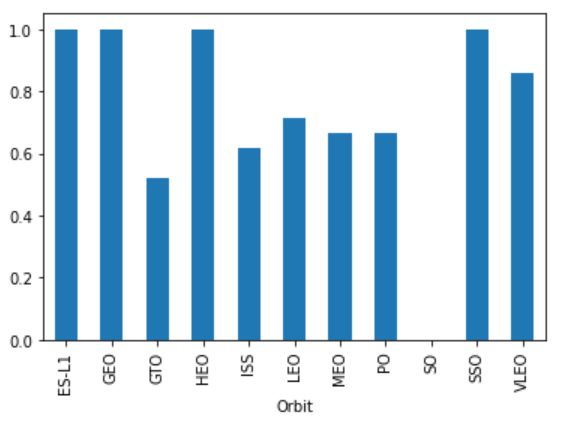 1.0
0.8
0.6
0.4
0.2
0.0
ES-L1
GEO
GTO
HEO
ISS
LEO
MEO
PO
SO
SSO
VLEO
Orbit